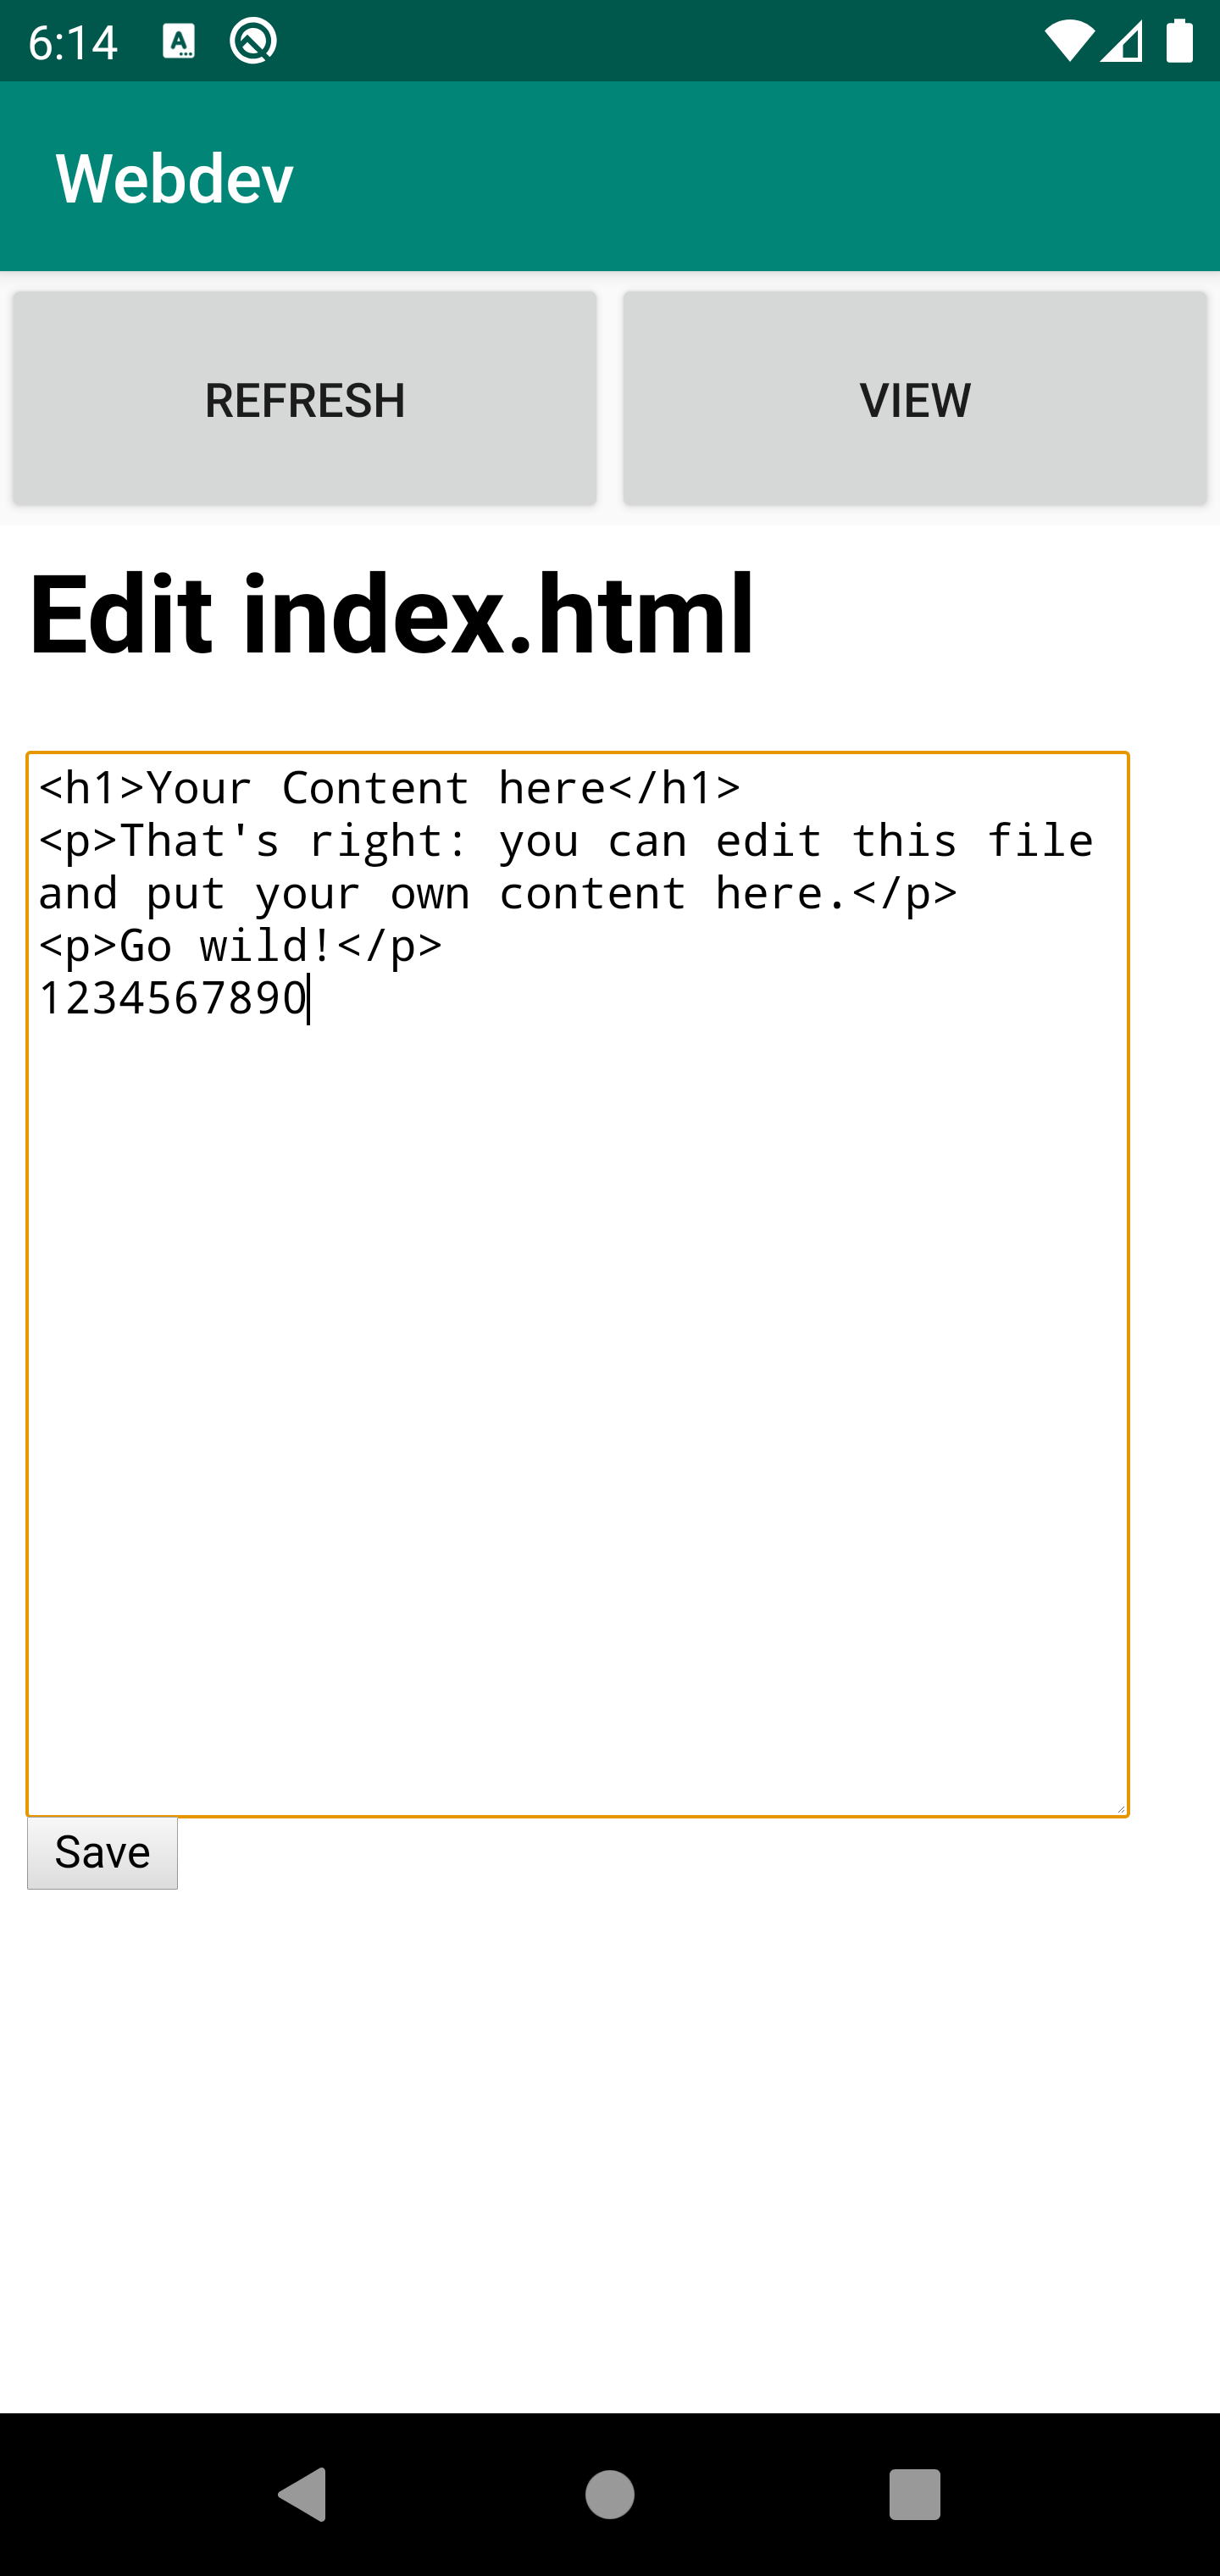 6:14
Webdev
REFRESH
VIEW
Edit index.html
<h1>Your Content here</h1>
<p>That's right: you can edit this file
and put your own content here.</p>
<p>Go wild!</p>
1234567890
Save